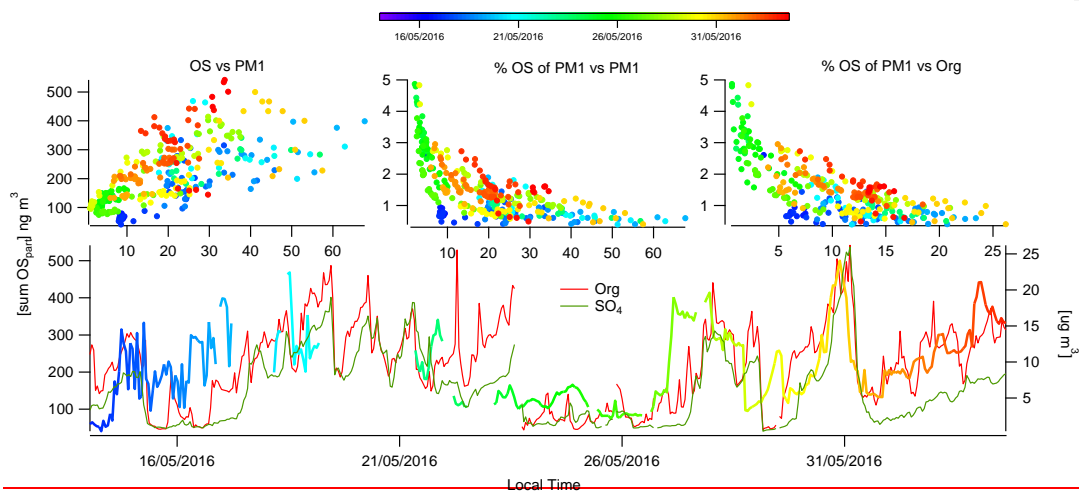 16/05/2016 21/05/2016 26/05/2016 31/05/2016
OS vs PM1 % OS of PM1 vs PM1 % OS of PM1 vs Org
500 400 300 200 100
5 4 3 2 1
5 4 3 2 1
10 20 30 40 50 60
10 20 30 40 50 60
5 10 15 20 25
[sum OSpart] ng m3
500 400 300 200 100
Org
SO4
25 20 15 10 5
[ug m3]
16/05/2016 21/05/2016 26/05/2016 31/05/2016
Local Time